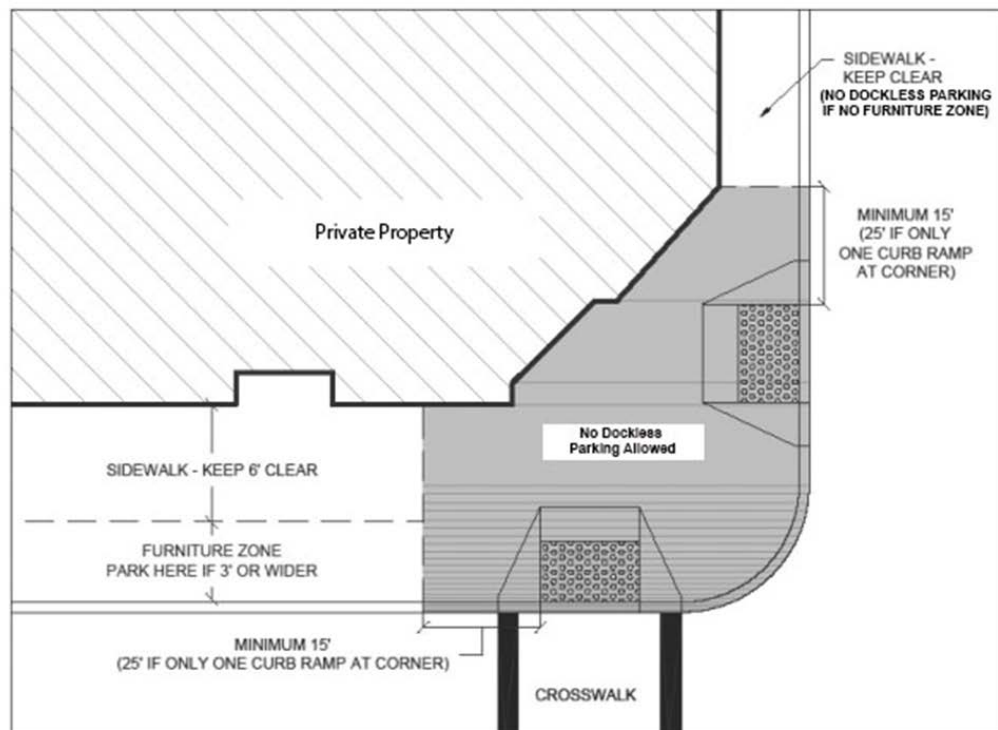 SIDEWALK -
KEEP CLEAR
(NO DOCKLESS PARKING
IF NO FURNITURE ZONE)
Private Property
MINIMUM 15'
(25' IF ONLY
ONE CURB RAMP
AT CORNER)
No Dockless
Parking Allowed
SIDEWALK - KEEP 6' CLEAR
FURNITURE ZONE
PARK HERE IF 3' OR WIDER
MINIMUM 15'
(25' IF ONLY ONE CURB RAMP AT CORNER)
CROSSWALK